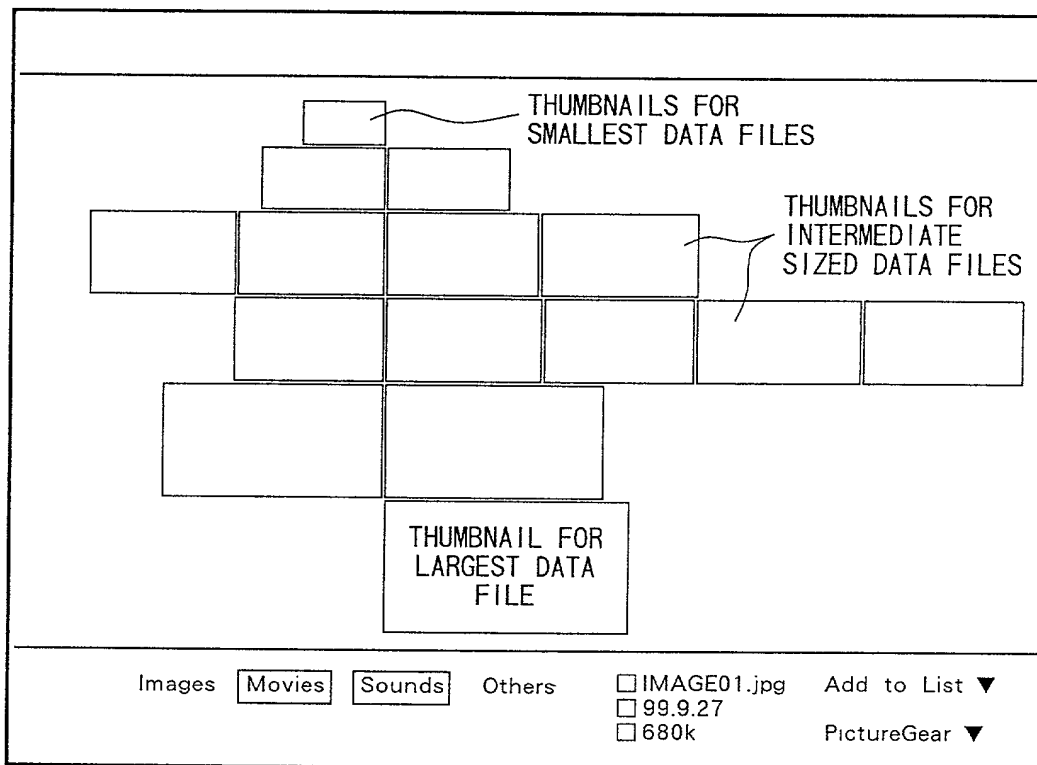 THUMBNAILS FOR
SMALLEST DATA FILES
THUMBNAILS FOR
INTERMEDIATE
SIZED DATA FILES
THUMBNAIL FOR
LARGEST DATA
FILE
Images Movies Sounds Others
IMAGE01.jpg
99.9.27
680k
Add to List ▼
PictureGear ▼